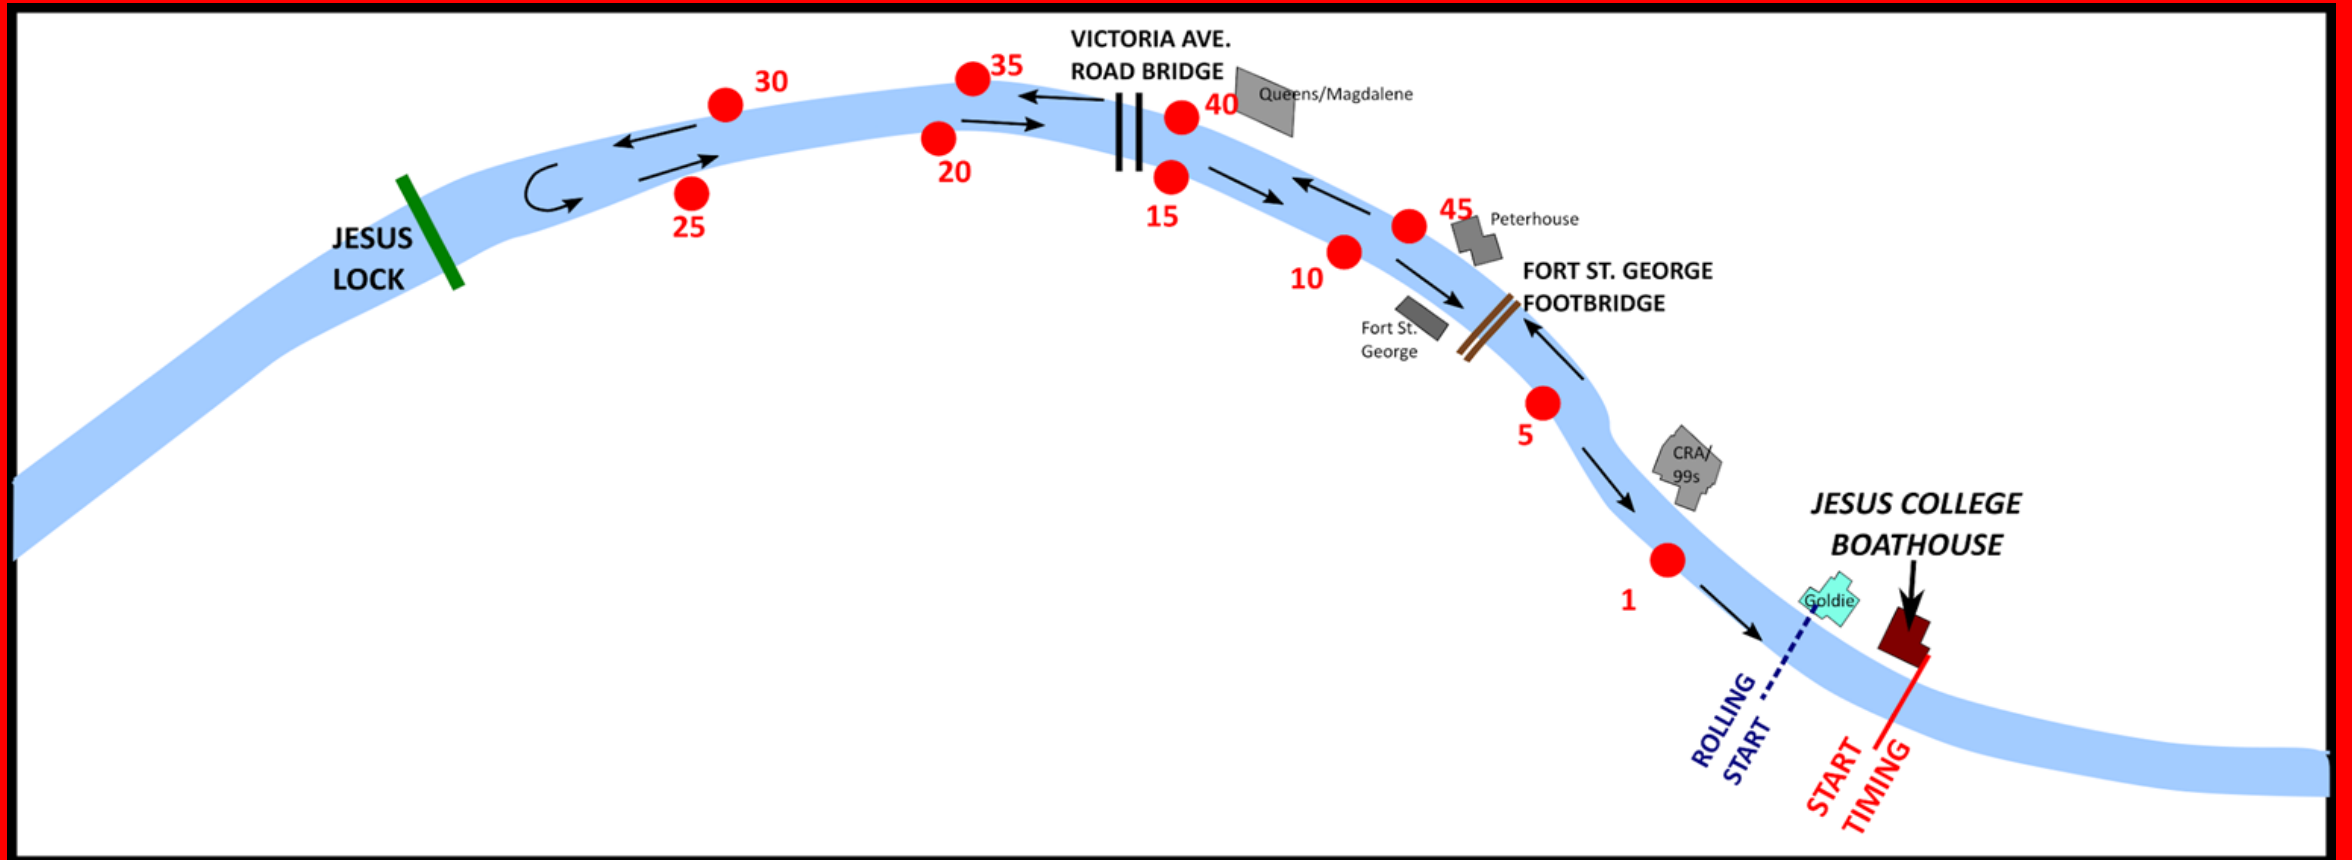 VICTORIA AVE.
ROAD BRIDGE
35
30
40
Queens/Magdalene
20
15
25
45
Peterhouse
JESUS
LOCK
10
FORT ST. GEORGE
FOOTBRIDGE
Fort St.
George
5
CRA/
99s
JESUS COLLEGE
BOATHOUSE
1
Goldie
ROLLING
START
START
TIMING